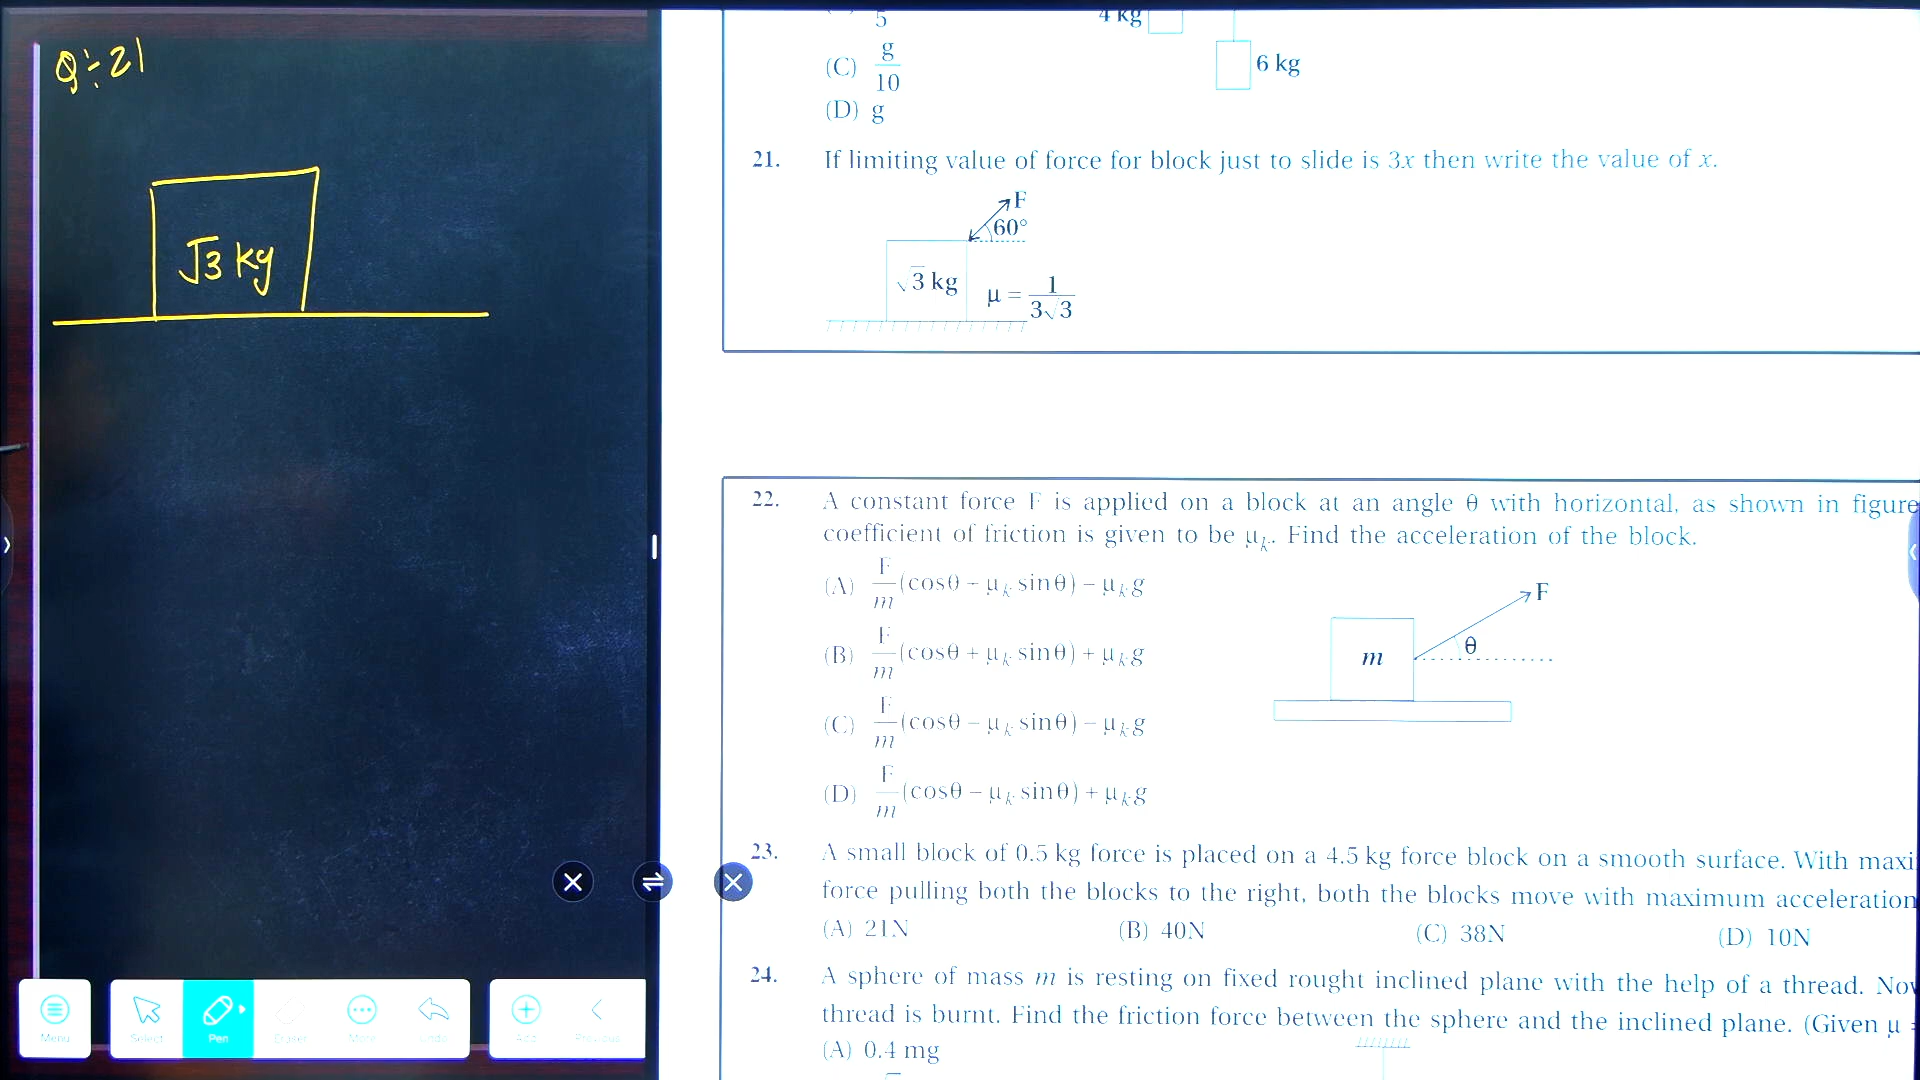 Q÷21
√3 kg
5
(C) g/10
(D) g
4 kg
6 kg
21. If limiting value of force for block just to slide is 3x then write the value of x.
F
60°
√3 kg
μ = 1/3√3
22. A constant force F is applied on a block at an angle θ with horizontal, as shown in figure
coefficient of friction is given to be μk. Find the acceleration of the block.
(A) F/m (cosθ − μk sinθ) − μk g
(B) F/m (cosθ + μk sinθ) + μk g
(C) F/m (cosθ − μk sinθ) − μk g
(D) F/m (cosθ − μk sinθ) + μk g
F
θ
m
23. A small block of 0.5 kg force is placed on a 4.5 kg force block on a smooth surface. With maxi
force pulling both the blocks to the right, both the blocks move with maximum acceleration
(A) 21N (B) 40N (C) 38N (D) 10N
24. A sphere of mass m is resting on fixed rought inclined plane with the help of a thread. Now
thread is burnt. Find the friction force between the sphere and the inclined plane. (Given μ =
(A) 0.4 mg
Menu
Select
Pen
Eraser
More
Undo
Add
Previous